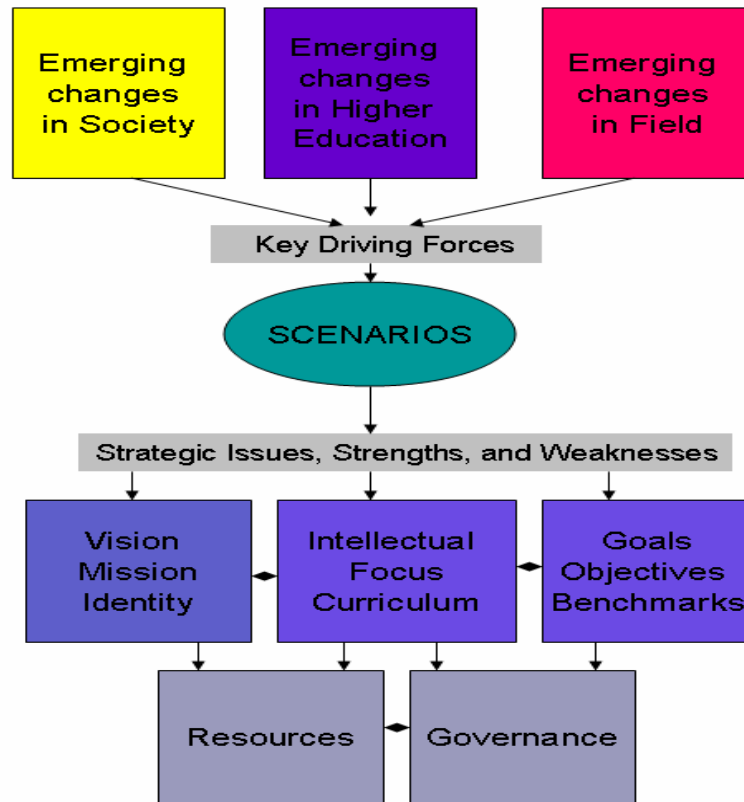 Emerging
changes
in Society
Emerging
changes
in Higher
Education
Emerging
changes
in Field
Key Driving Forces
SCENARIOS
Strategic Issues, Strengths, and Weaknesses
Vision
Mission
Identity
Intellectual
Focus
Curriculum
Goals
Objectives
Benchmarks
Resources
Governance